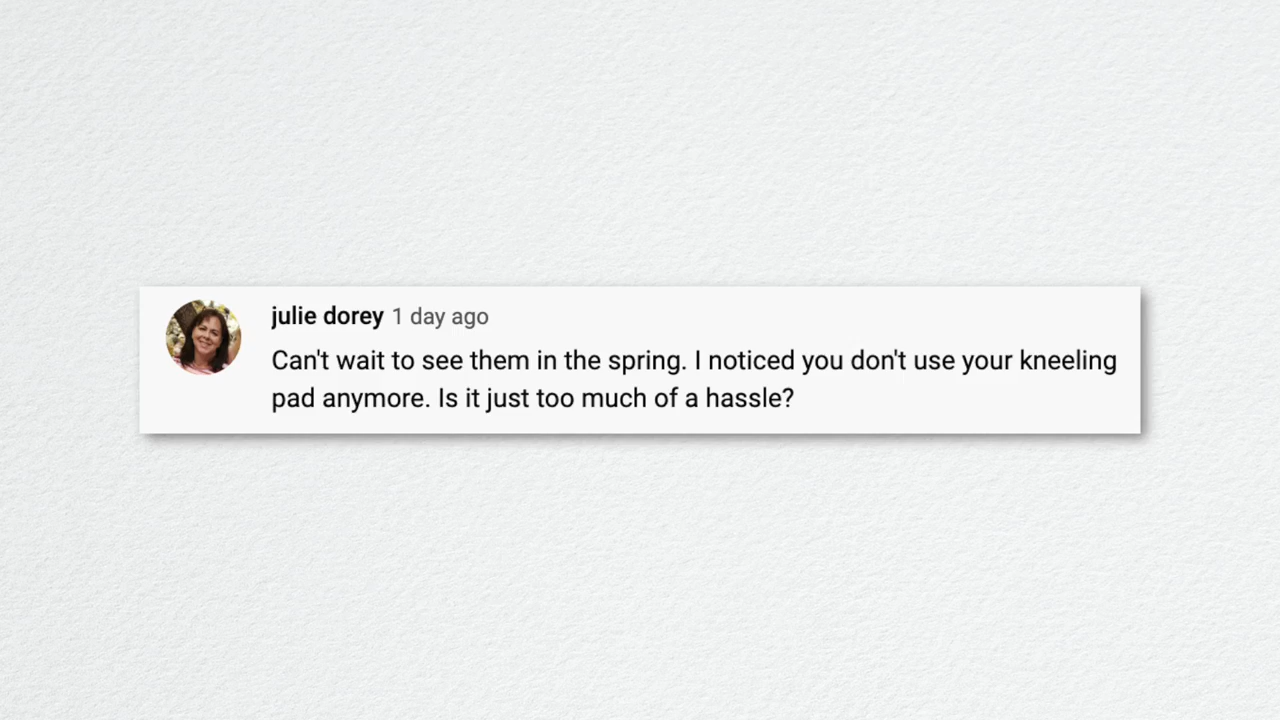 julie dorey 1 day ago
Can't wait to see them in the spring. I noticed you don't use your kneeling
pad anymore. Is it just too much of a hassle?